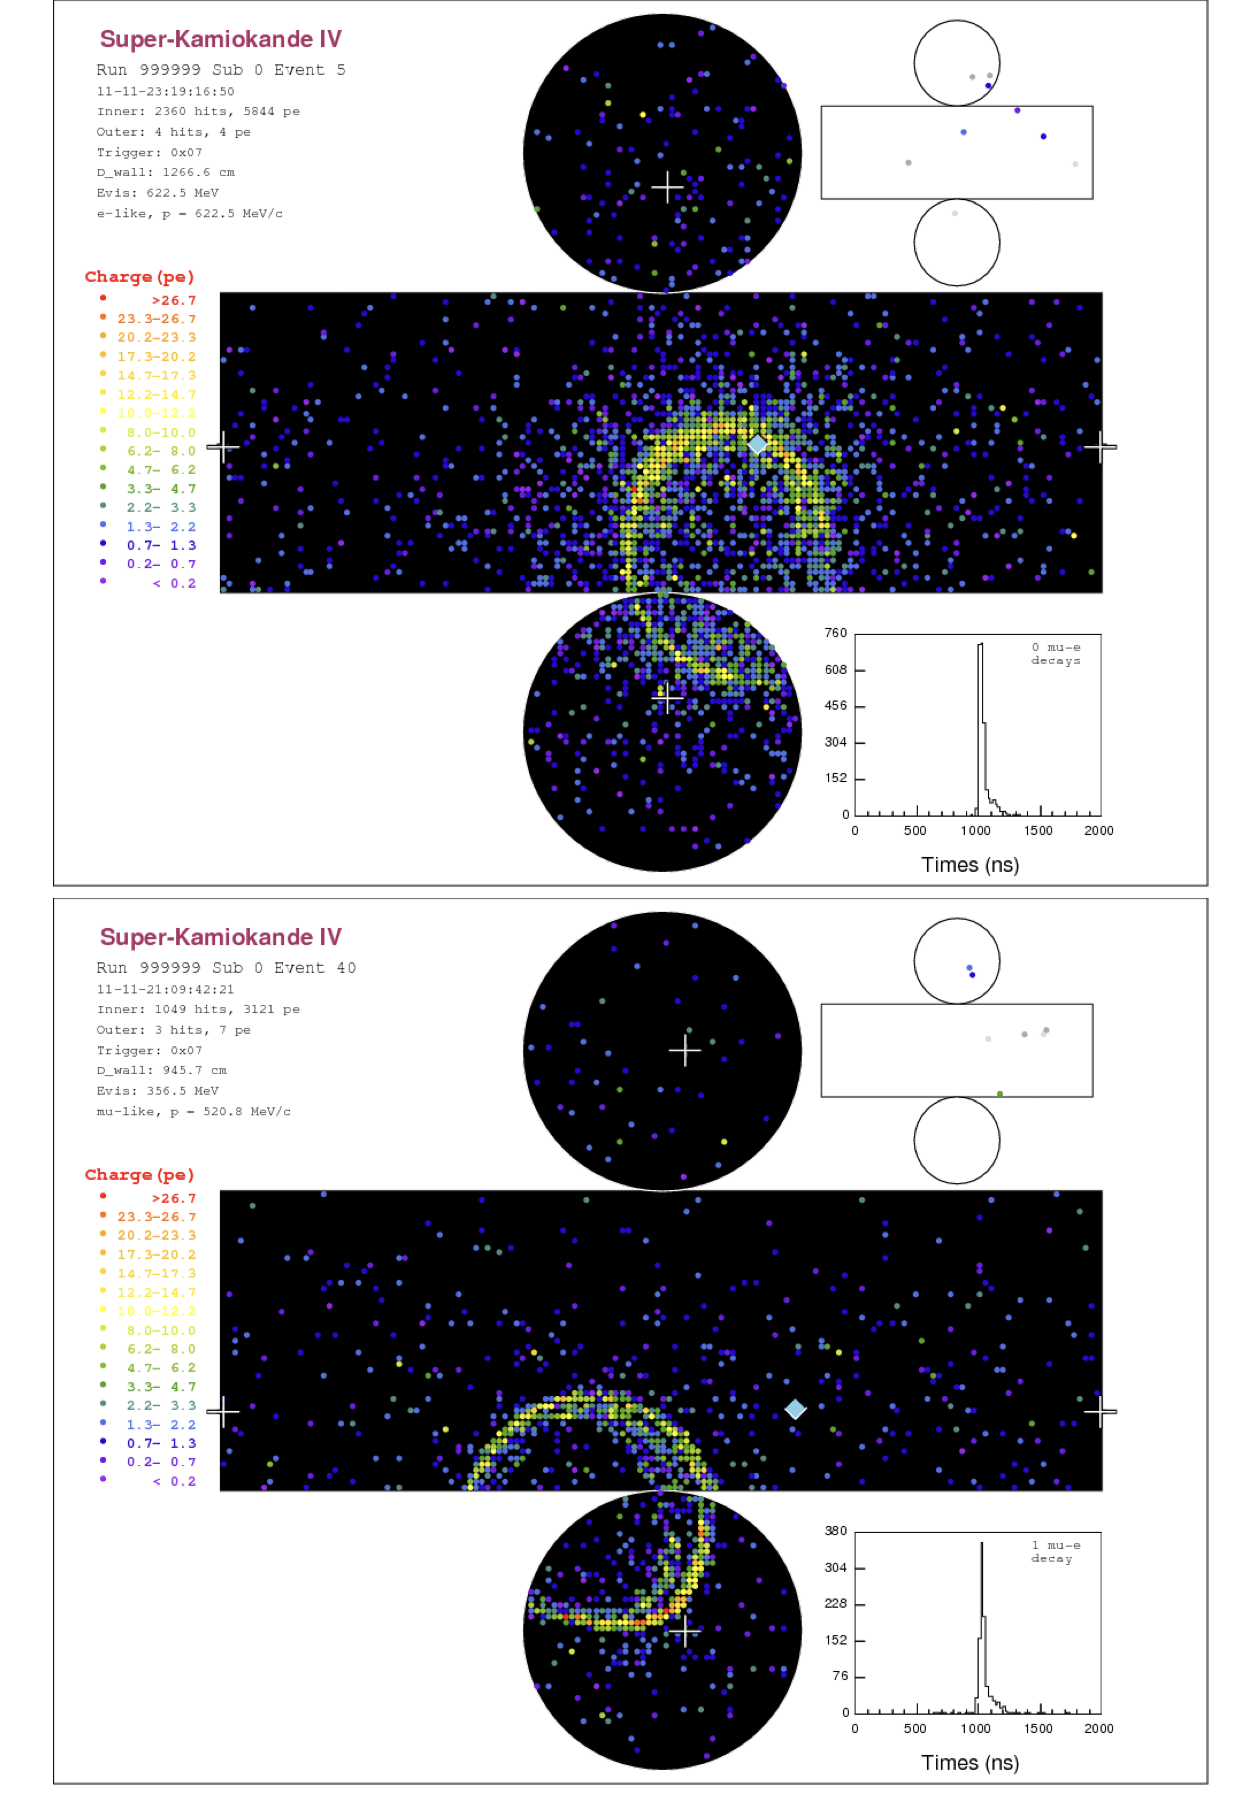 Super-Kamiokande IV
Run 999999 Sub 0 Event 5
11-11-23:19:16:50
Inner: 2360 hits, 5844 pe
Outer: 4 hits, 4 pe
Trigger: 0x07
D_wall: 1266.6 cm
Evis: 622.5 MeV
e-like, p = 622.5 MeV/c
Charge(pe)
>26.7
23.3-26.7
20.2-23.3
17.3-20.2
14.7-17.3
12.2-14.7
10.0-12.2
8.0-10.0
6.2- 8.0
4.7- 6.2
3.3- 4.7
2.2- 3.3
1.3- 2.2
0.7- 1.3
0.2- 0.7
< 0.2
0 mu-e
decays
760
608
456
304
152
0
0 500 1000 1500 2000
Times (ns)
Super-Kamiokande IV
Run 999999 Sub 0 Event 40
11-11-21:09:42:21
Inner: 1049 hits, 3121 pe
Outer: 3 hits, 7 pe
Trigger: 0x07
D_wall: 945.7 cm
Evis: 356.5 MeV
mu-like, p = 520.8 MeV/c
Charge(pe)
>26.7
23.3-26.7
20.2-23.3
17.3-20.2
14.7-17.3
12.2-14.7
10.0-12.2
8.0-10.0
6.2- 8.0
4.7- 6.2
3.3- 4.7
2.2- 3.3
1.3- 2.2
0.7- 1.3
0.2- 0.7
< 0.2
1 mu-e
decay
380
304
228
152
76
0
0 500 1000 1500 2000
Times (ns)